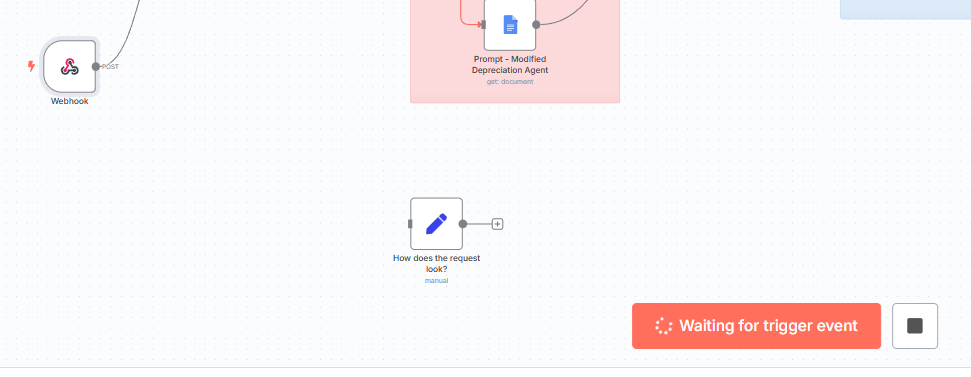 POST
Webhook
Prompt - Modified
Depreciation Agent
get: document
How does the request
look?
manual
Waiting for trigger event